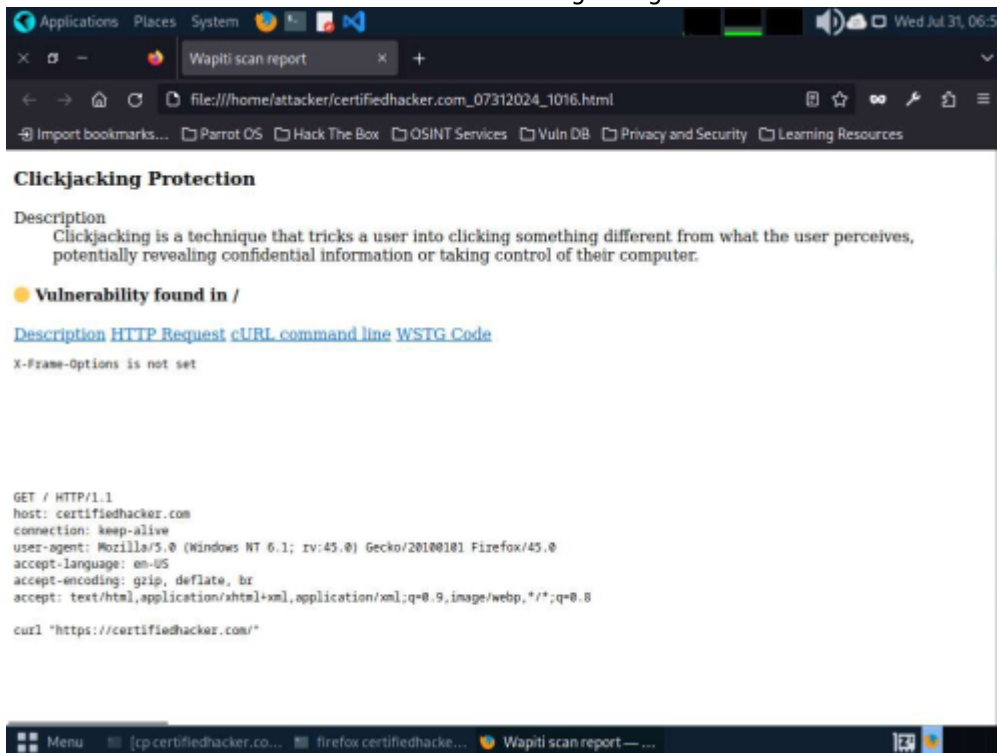 Applications Places System Wed Jul 31, 06:5
Wapiti scan report
file:///home/attacker/certifiedhacker.com_07312024_1016.html
Import bookmarks... Parrot OS Hack The Box OSINT Services Vuln DB Privacy and Security Learning Resources
Clickjacking Protection
Description
Clickjacking is a technique that tricks a user into clicking something different from what the user perceives,
potentially revealing confidential information or taking control of their computer.
Vulnerability found in /
Description HTTP Request cURL command line WSTG Code
X-Frame-Options is not set
GET / HTTP/1.1
host: certifiedhacker.com
connection: keep-alive
user-agent: Mozilla/5.0 (Windows NT 6.1; rv:45.0) Gecko/20100101 Firefox/45.0
accept-language: en-US
accept-encoding: gzip, deflate, br
accept: text/html,application/xhtml+xml,application/xml;q=0.9,image/webp,*/*;q=0.8
curl "https://certifiedhacker.com/"
Menu [cp certifiedhacker.co... firefox certifiedhacke... Wapiti scan report — ...